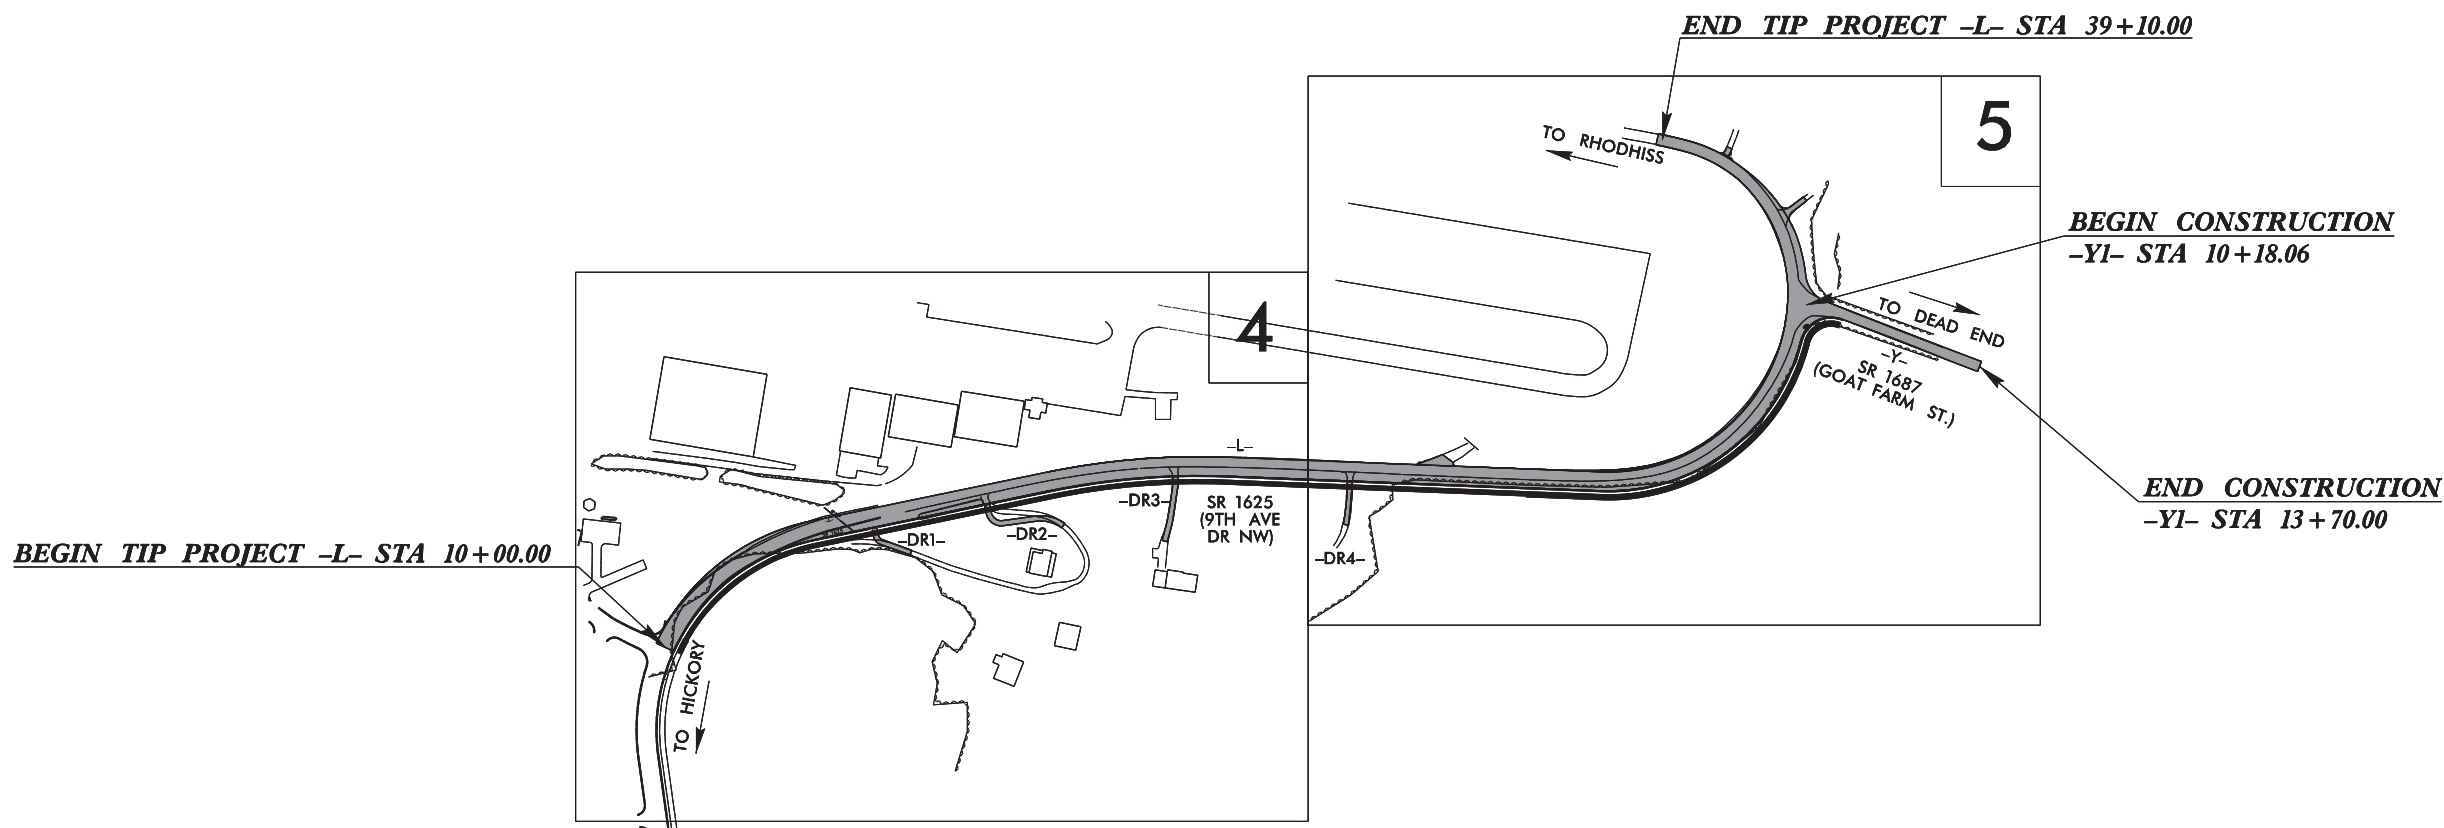 END TIP PROJECT –L– STA 39+10.00
5
TO RHODHISS
BEGIN CONSTRUCTION
–Y1– STA 10+18.06
TO DEAD END
–Y–
SR 1687
(GOAT FARM ST.)
4
–L–
END CONSTRUCTION
–Y1– STA 13+70.00
–DR3–
SR 1625
(9TH AVE
DR NW)
–DR1–
–DR2–
–DR4–
BEGIN TIP PROJECT –L– STA 10+00.00
TO HICKORY